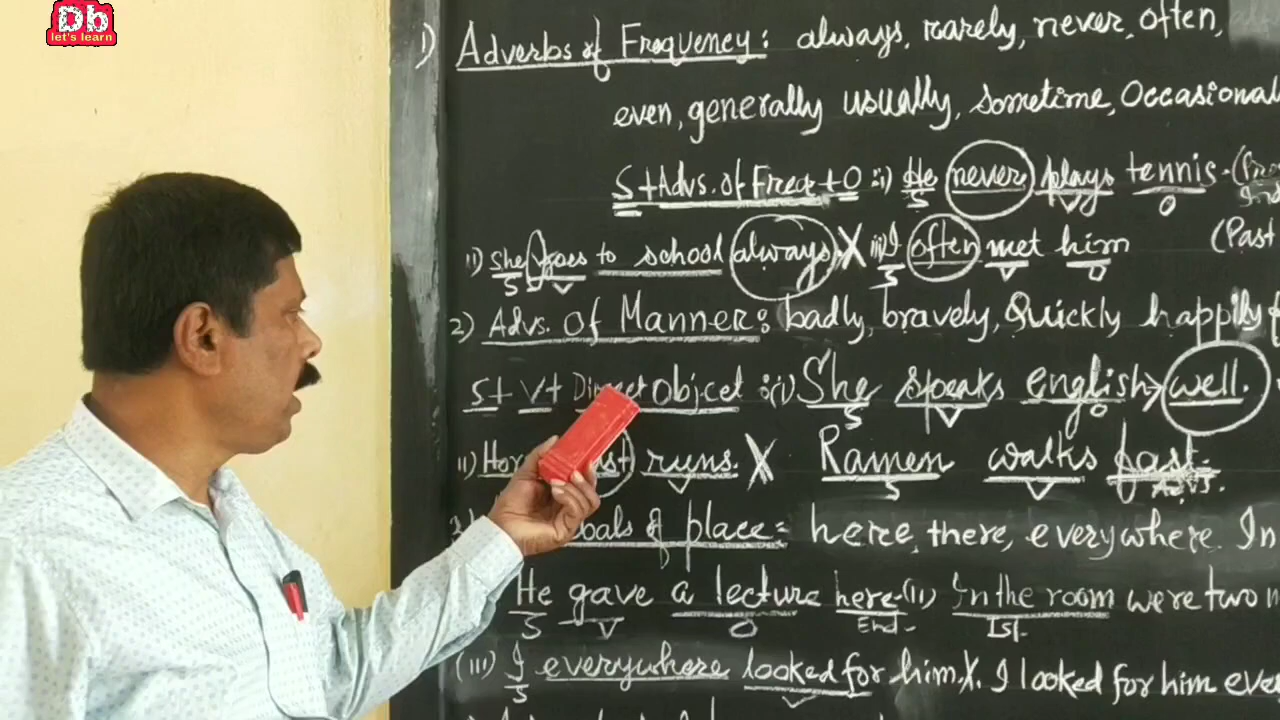 Db
let's learn
1) Adverbs of Frequency: always, rarely, never, often,
even, generally usually, sometime, Occasional
S+Advs. of Freq+O :- i) He never plays tennis.
S O V
ii) She goes to school always. X iii) I often met him (Past
S V S V O
2) Advs. of Manner: badly, bravely, Quickly happily
S+V+ Direct Objcet :- (i) She speaks english well.
S V O
ii) runs. X Ramen walks fast.
V S V Advs.
of place: here, there, everywhere. In
He gave a lecture here. (ii) In the room were two
S V O End. Ist.
(iii) I everywhere looked for him. X. I looked for him ever
S V